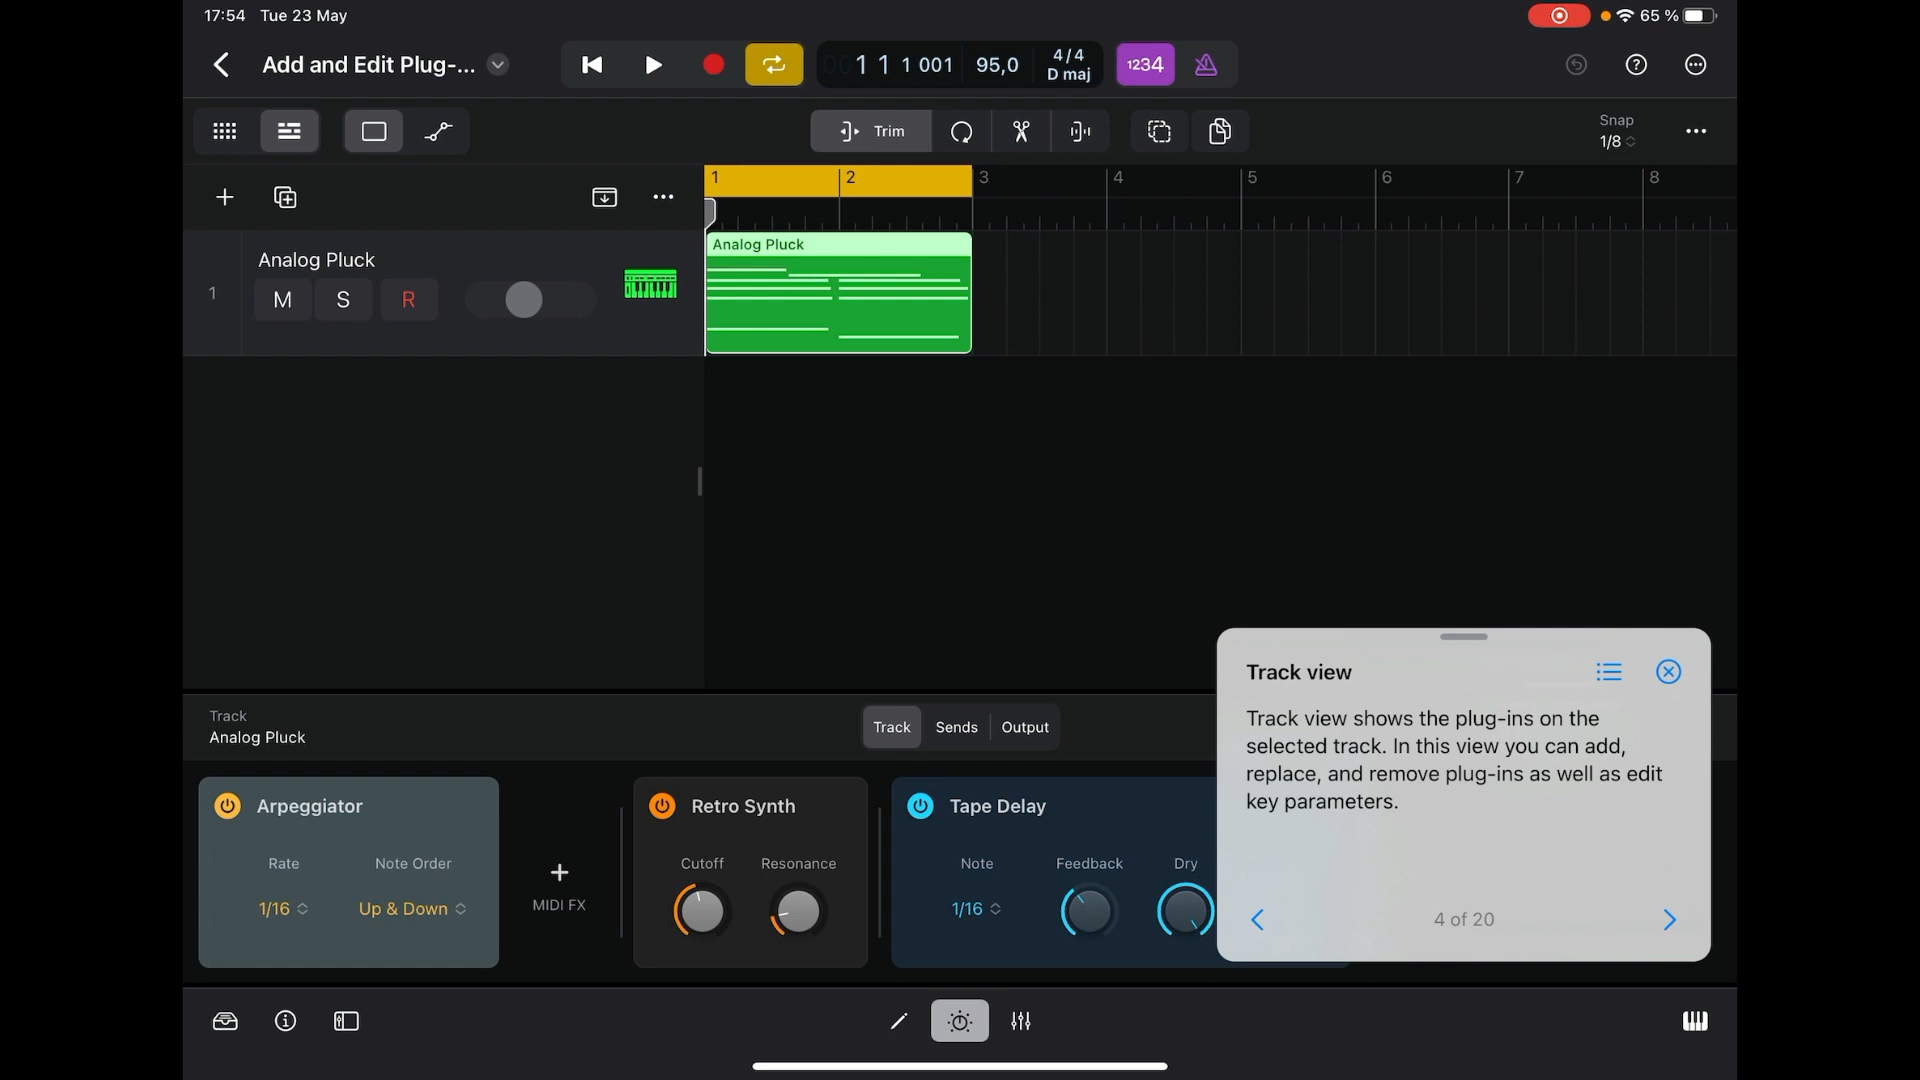 17:54 Tue 23 May
65 %
Add and Edit Plug-...
001 1 1 001
95,0
4/4
D maj
1234
Trim
Snap
1/8
1 2 3 4 5 6 7 8
1
Analog Pluck
M S R
Analog Pluck
Track
Analog Pluck
Track Sends Output
Arpeggiator
Rate Note Order
1/16 Up & Down
+
MIDI FX
Retro Synth
Cutoff Resonance
Tape Delay
Note Feedback Dry
1/16
Track view
Track view shows the plug-ins on the
selected track. In this view you can add,
replace, and remove plug-ins as well as edit
key parameters.
4 of 20